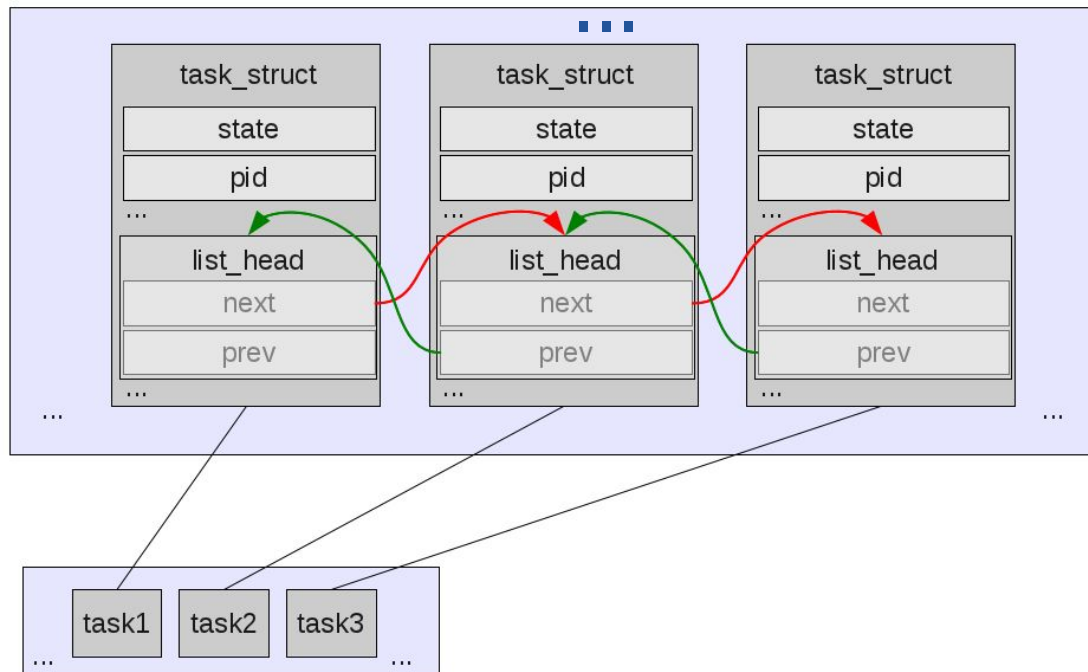 ...
task_struct task_struct task_struct
state state state
pid pid pid
... ... ...
list_head list_head list_head
next next next
prev prev prev
... ... ...
... ...
task1 task2 task3
... ...